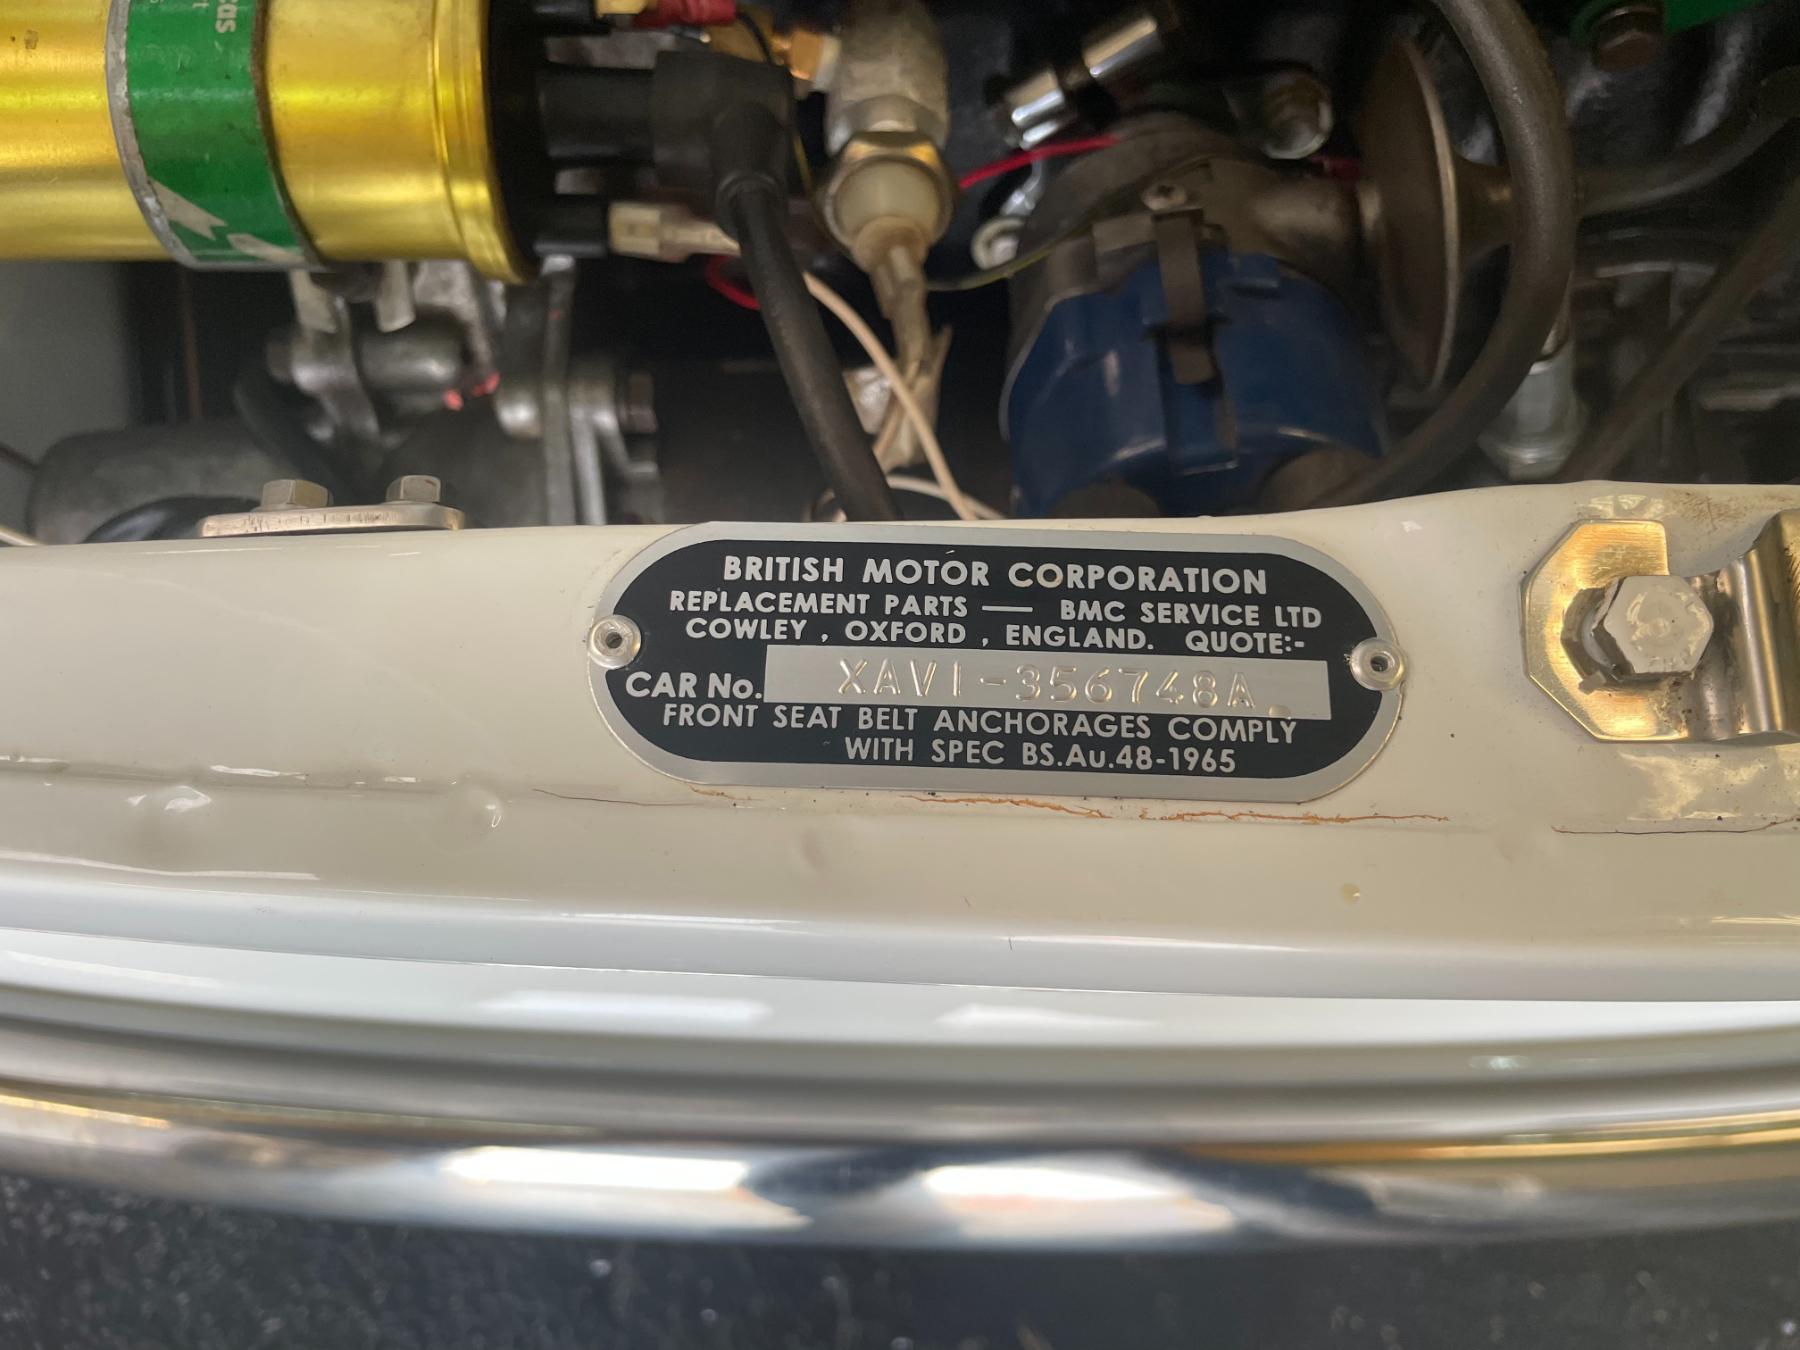 BRITISH MOTOR CORPORATION
REPLACEMENT PARTS — BMC SERVICE LTD
COWLEY , OXFORD , ENGLAND. QUOTE:-
CAR No. XAV1-356748A
FRONT SEAT BELT ANCHORAGES COMPLY
WITH SPEC BS.Au.48-1965